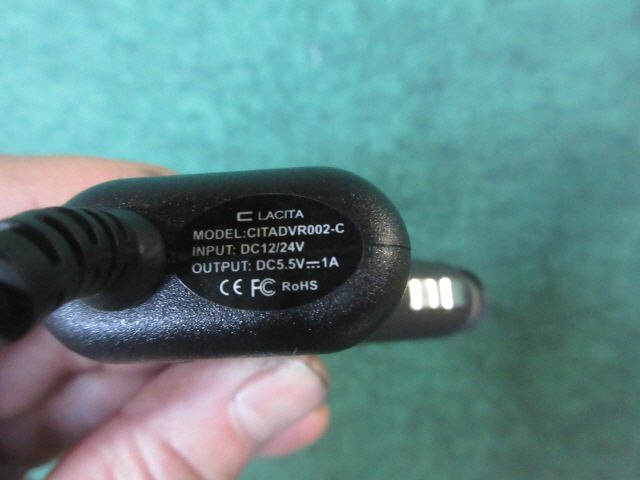 LACITA
MODEL:CITADVR002-C
INPUT: DC12/24V
OUTPUT: DC5.5V⎓1A
CE FC RoHS